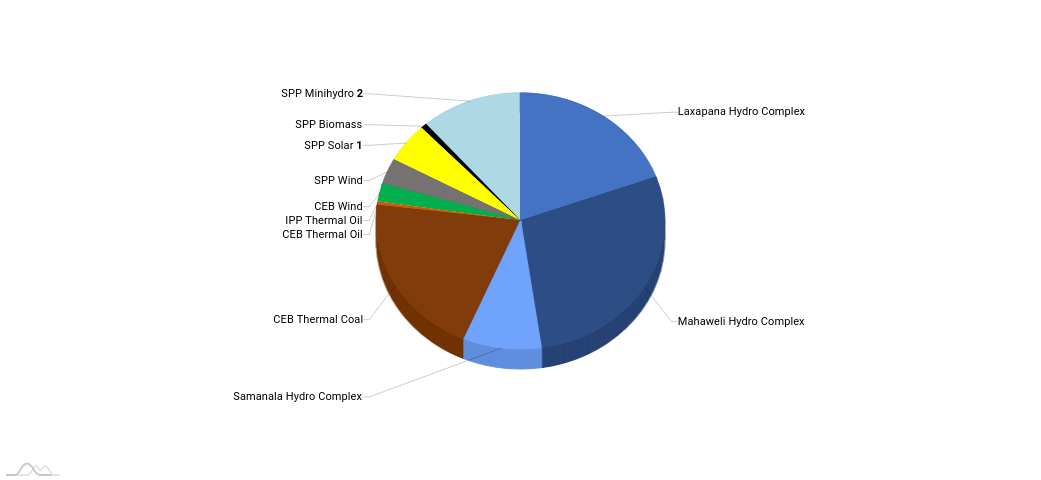 SPP Minihydro 2
SPP Biomass
SPP Solar 1
SPP Wind
CEB Wind
IPP Thermal Oil
CEB Thermal Oil
CEB Thermal Coal
Samanala Hydro Complex
Laxapana Hydro Complex
Mahaweli Hydro Complex